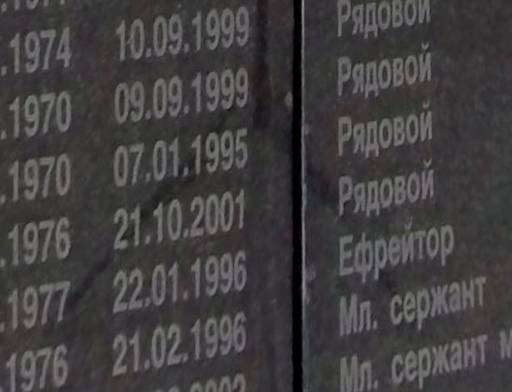 .1974 10.09.1999
.1970 09.09.1999
.1970 07.01.1995
.1976 21.10.2001
.1977 22.01.1996
.1976 21.02.1996
Рядовой
Рядовой
Рядовой
Рядовой
Ефрейтор
Мл. сержант
Мл. сержант